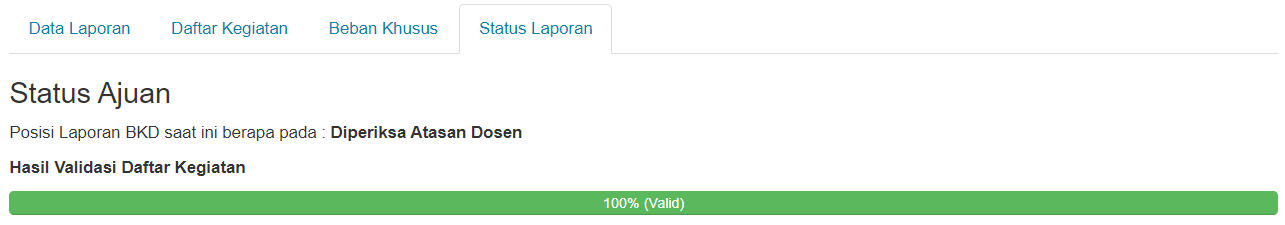 Data Laporan Daftar Kegiatan Beban Khusus Status Laporan
Status Ajuan
Posisi Laporan BKD saat ini berapa pada : Diperiksa Atasan Dosen
Hasil Validasi Daftar Kegiatan
100% (Valid)